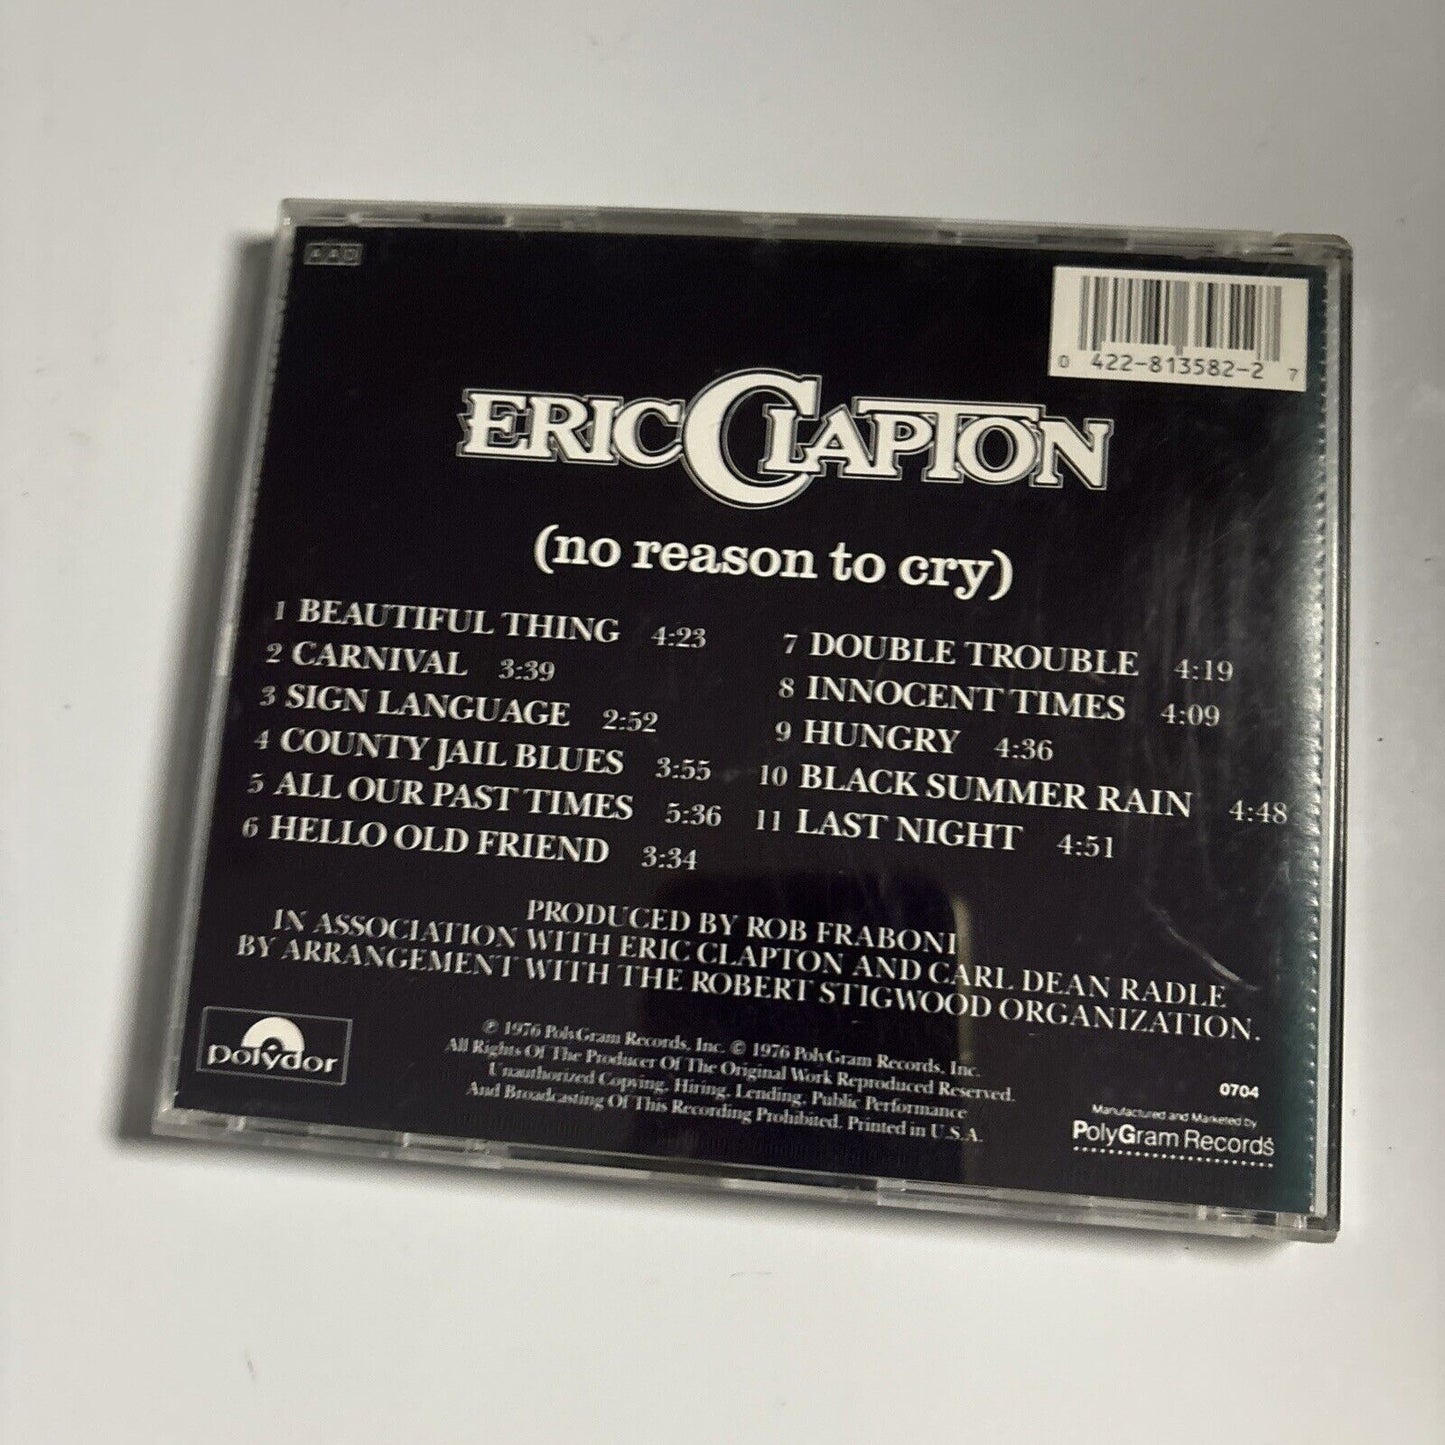 AAD
0 422-813582-2 7
ERIC CLAPTON
(no reason to cry)
1 BEAUTIFUL THING 4:23
2 CARNIVAL 3:39
3 SIGN LANGUAGE 2:52
4 COUNTY JAIL BLUES 3:55
5 ALL OUR PAST TIMES 5:36
6 HELLO OLD FRIEND 3:34
7 DOUBLE TROUBLE 4:19
8 INNOCENT TIMES 4:09
9 HUNGRY 4:36
10 BLACK SUMMER RAIN 4:48
11 LAST NIGHT 4:51
PRODUCED BY ROB FRABONI
IN ASSOCIATION WITH ERIC CLAPTON AND CARL DEAN RADLE
BY ARRANGEMENT WITH THE ROBERT STIGWOOD ORGANIZATION.
polydor
℗ 1976 PolyGram Records, Inc. © 1976 PolyGram Records, Inc.
All Rights Of The Producer Of The Original Work Reproduced Reserved.
Unauthorized Copying, Hiring, Lending, Public Performance
And Broadcasting Of This Recording Prohibited. Printed in U.S.A.
0704
Manufactured and Marketed by
PolyGram Records